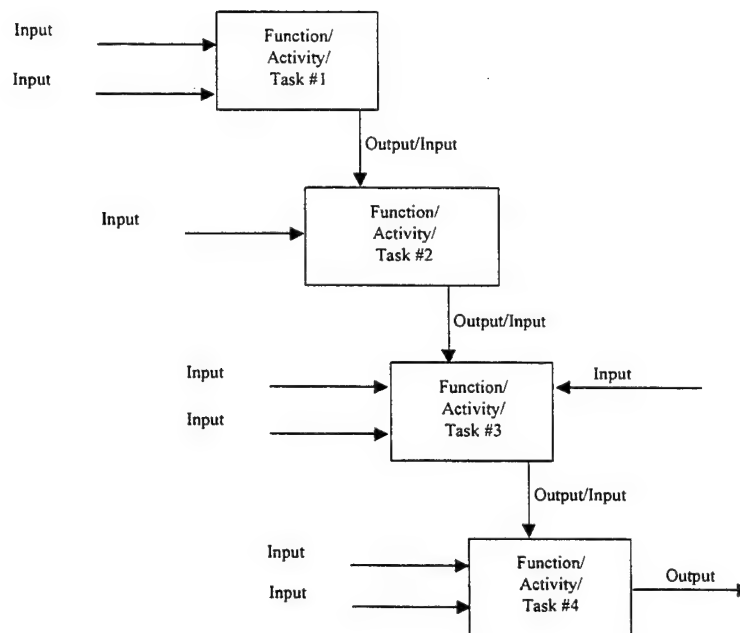 Input
Function/
Activity/
Task #1
Input
Output/Input
Input
Function/
Activity/
Task #2
Output/Input
Input
Function/
Activity/
Task #3
Input
Input
Output/Input
Input
Function/
Activity/
Task #4
Output
Input